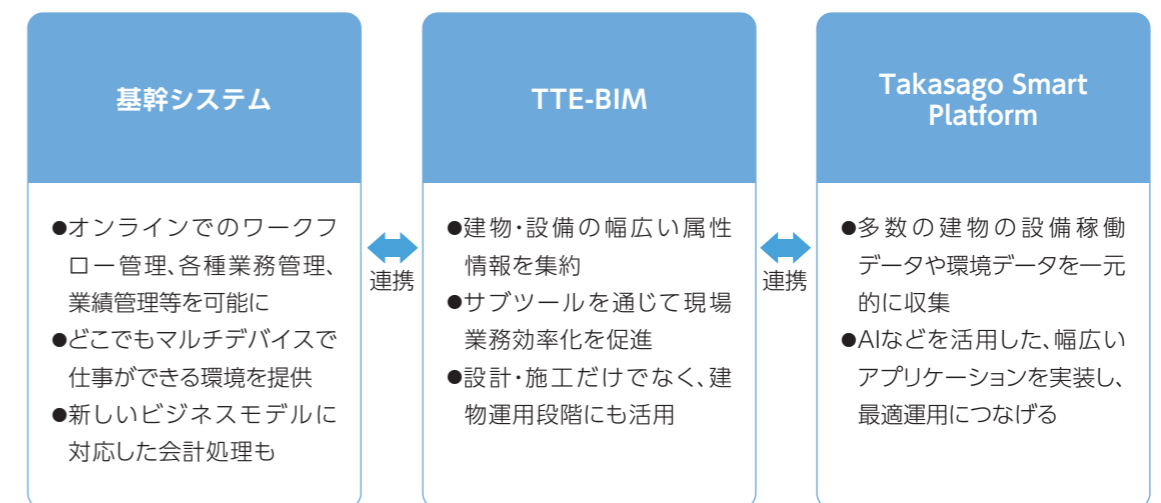 基幹システム
●オンラインでのワークフ
ロー管理、各種業務管理、
業績管理等を可能に
●どこでもマルチデバイスで
仕事ができる環境を提供
●新しいビジネスモデルに
対応した会計処理も
連携
TTE-BIM
●建物・設備の幅広い属性
情報を集約
●サブツールを通じて現場
業務効率化を促進
●設計・施工だけでなく、建
物運用段階にも活用
連携
Takasago Smart
Platform
●多数の建物の設備稼働
データや環境データを一元
的に収集
●AIなどを活用した、幅広い
アプリケーションを実装し、
最適運用につなげる